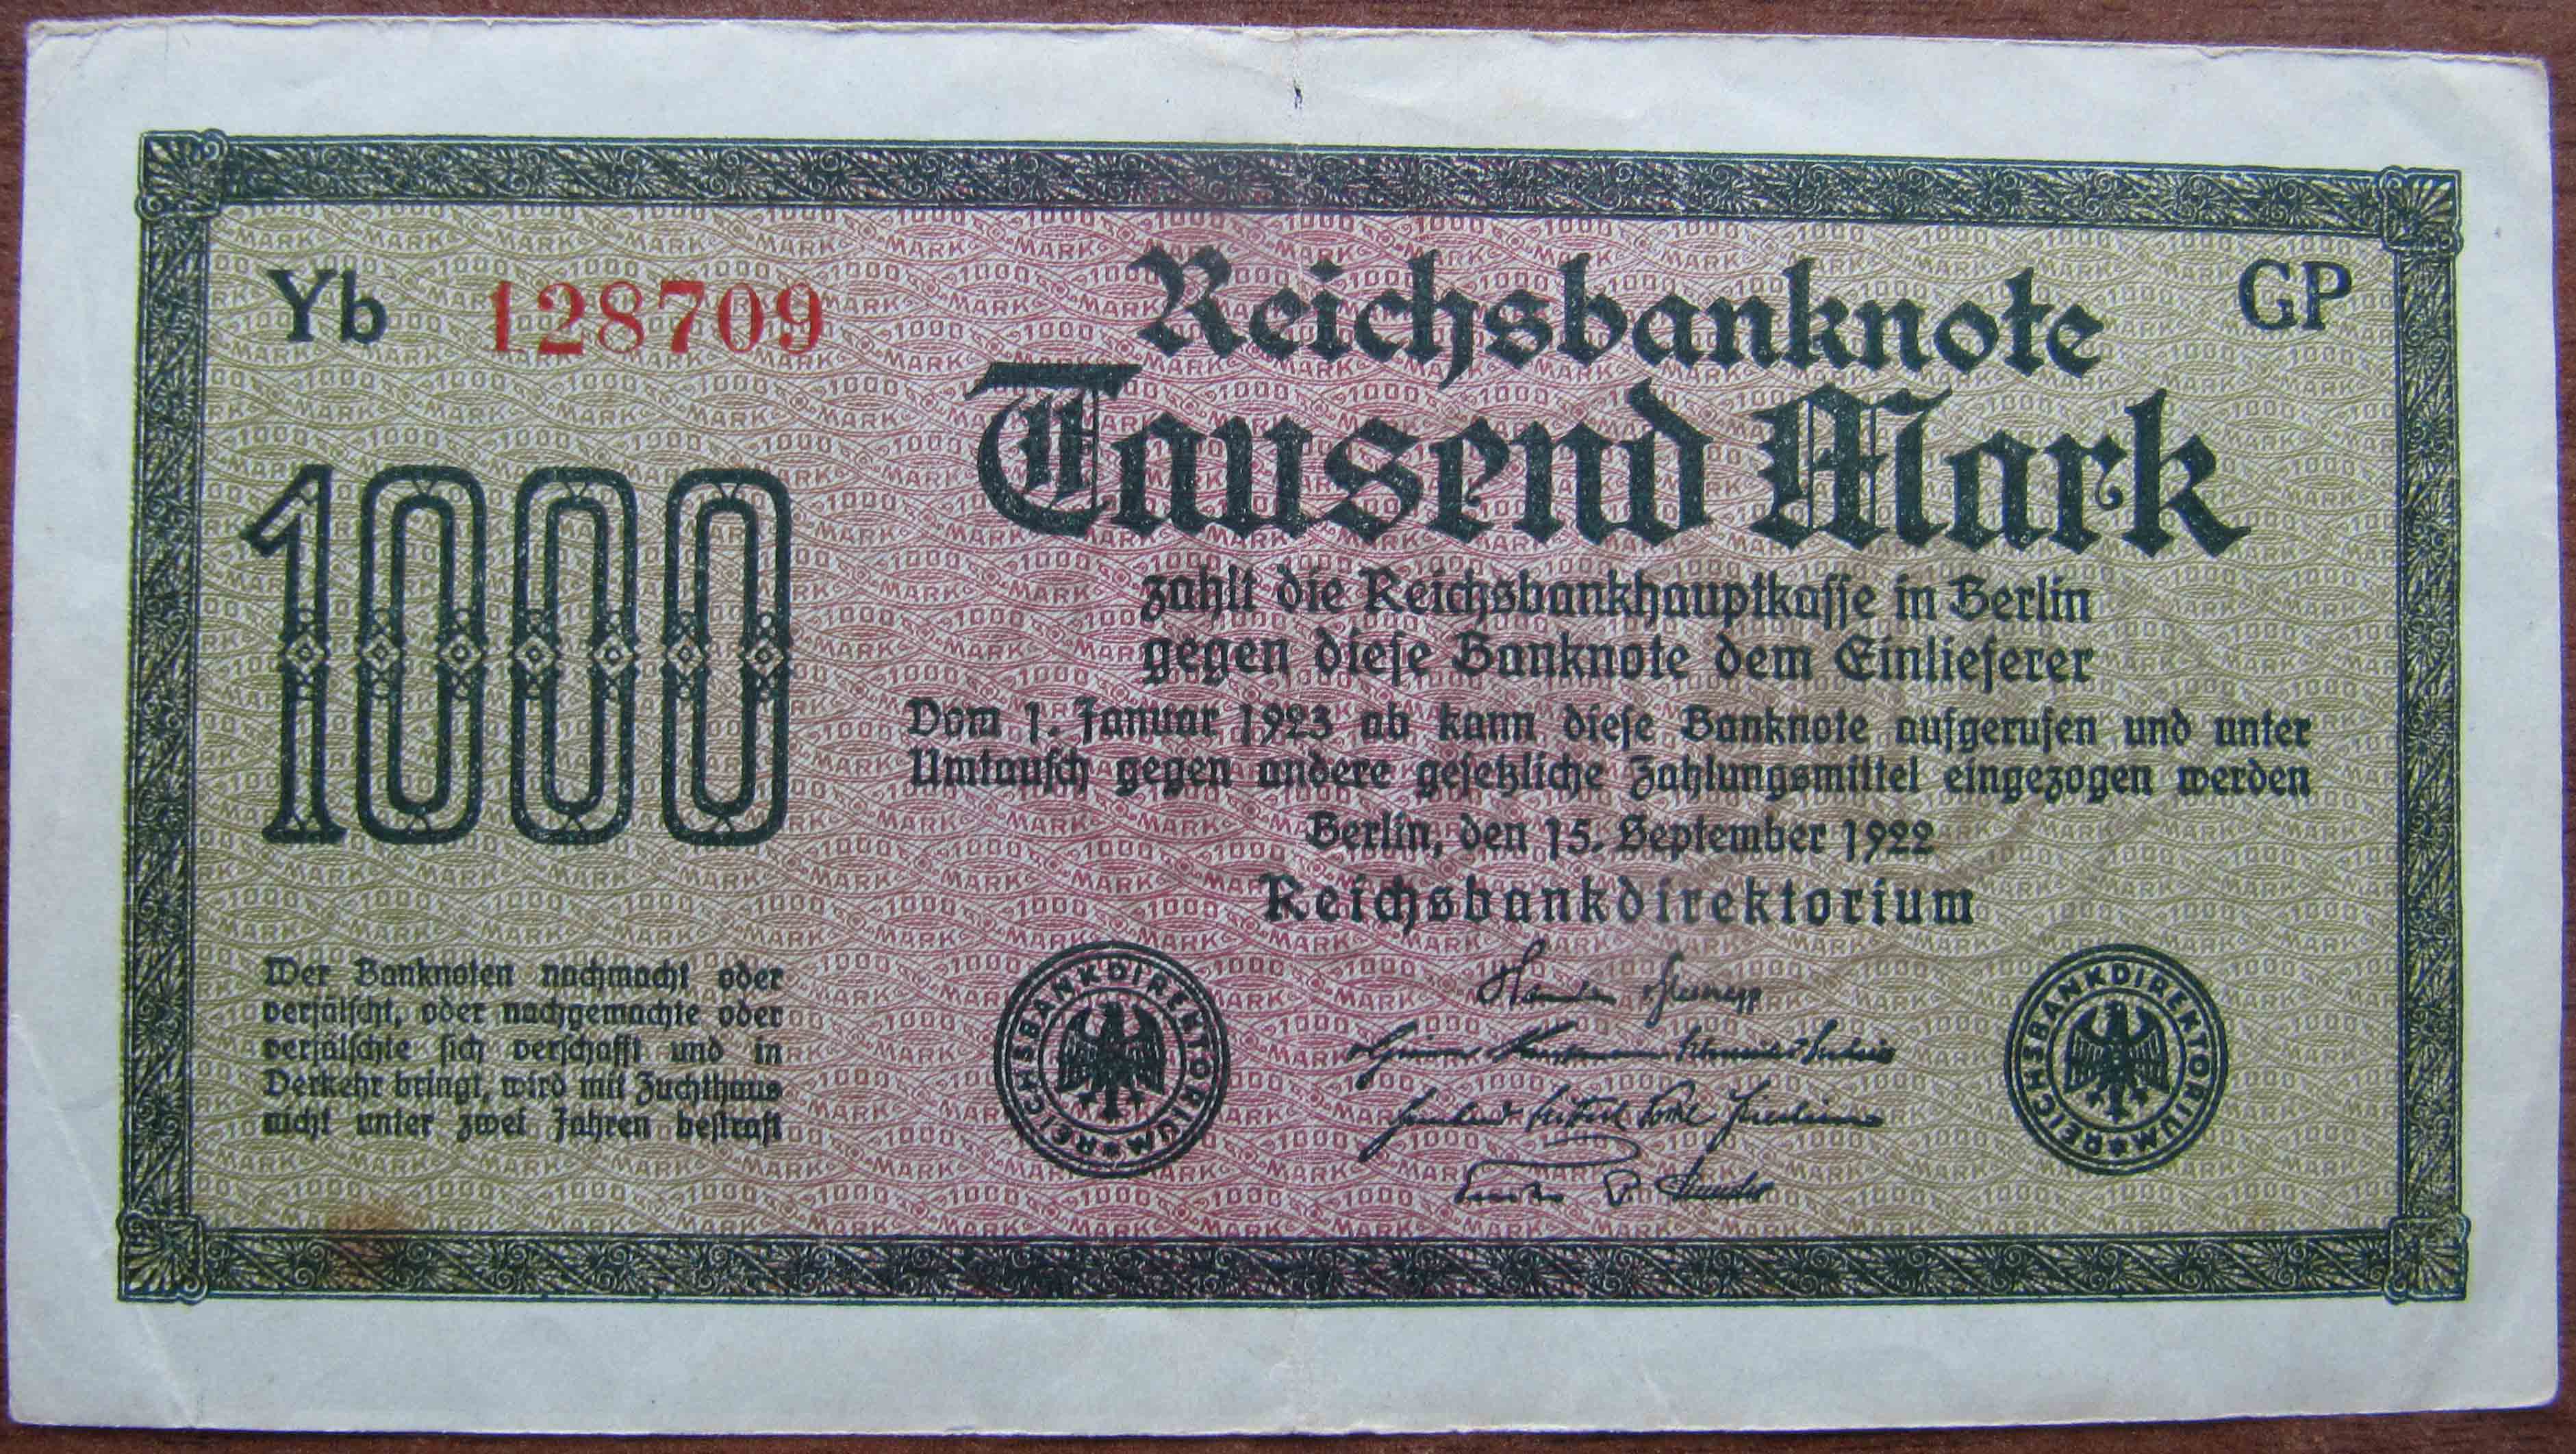 Yb 128709
GP
Reichsbanknote
Tausend Mark
1000
zahlt die Reichsbankhauptkasse in Berlin
gegen diese Banknote dem Einlieferer
Vom 1. Januar 1923 ab kann diese Banknote aufgerufen und unter
Umtausch gegen andere gesetzliche Zahlungsmittel eingezogen werden
Berlin, den 15. September 1922
Reichsbankdirektorium
Wer Banknoten nachmacht oder
verfälscht, oder nachgemachte oder
verfälschte sich verschafft und in
Verkehr bringt, wird mit Zuchthaus
nicht unter zwei Jahren bestraft
REICHSBANKDIREKTORIUM
REICHSBANKDIREKTORIUM